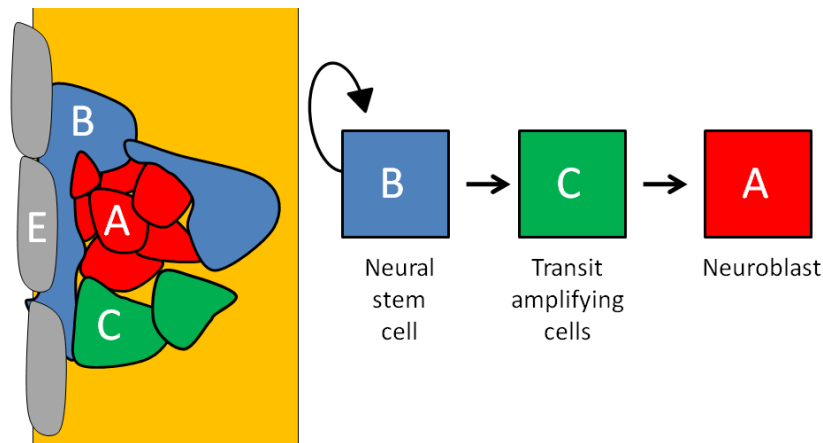 B
E
A
C
B
C
A
Neural
stem
cell
Transit
amplifying
cells
Neuroblast